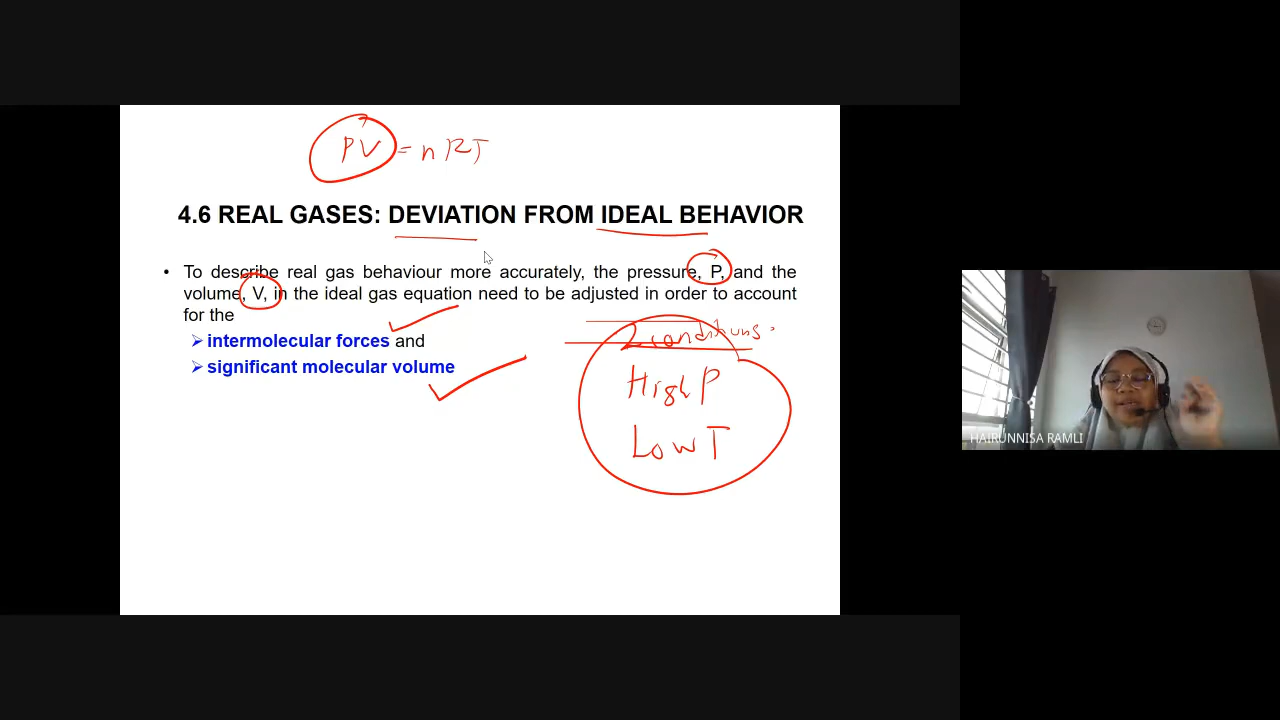 PV = nRT
4.6 REAL GASES: DEVIATION FROM IDEAL BEHAVIOR
• To describe real gas behaviour more accurately, the pressure, P, and the
volume, V, in the ideal gas equation need to be adjusted in order to account
for the
➢ intermolecular forces and
➢ significant molecular volume
2 conditions.
High P
Low T
HAIRUNNISA RAMLI